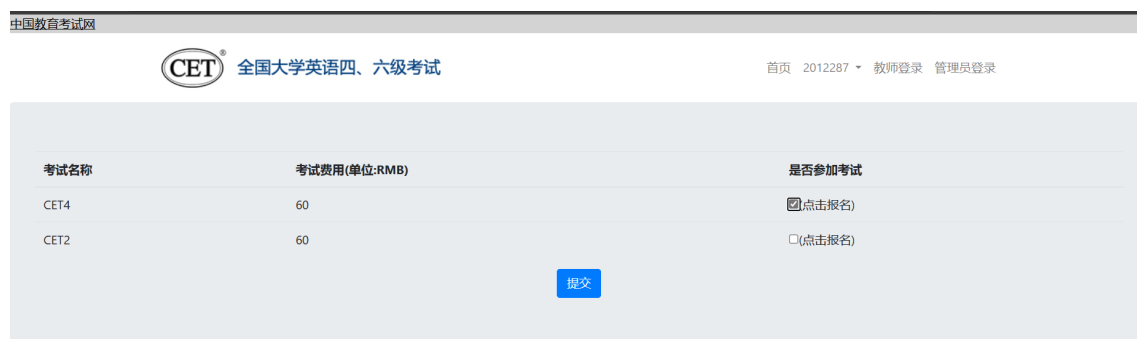 中国教育考试网
CET® 全国大学英语四、六级考试 首页 2012287 教师登录 管理员登录
考试名称 考试费用(单位:RMB) 是否参加考试
CET4 60 (点击报名)
CET2 60 (点击报名)
提交